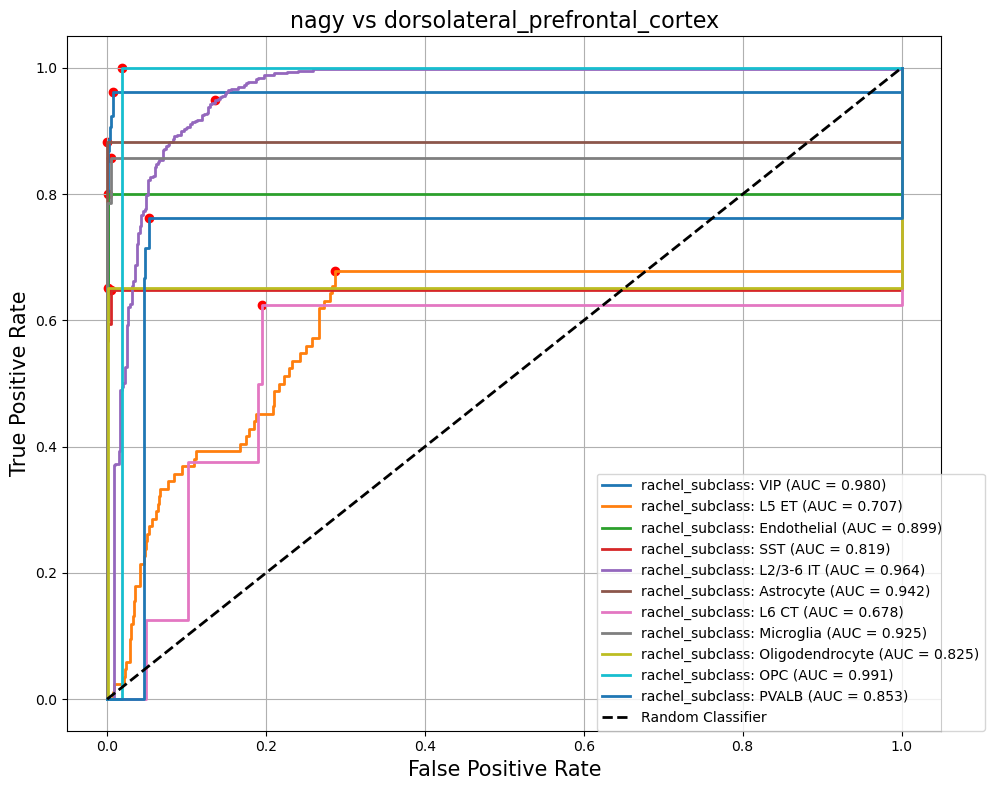 nagy vs dorsolateral_prefrontal_cortex
True Positive Rate
1.0
0.8
0.6
0.4
0.2
0.0
rachel_subclass: VIP (AUC = 0.980)
rachel_subclass: L5 ET (AUC = 0.707)
rachel_subclass: Endothelial (AUC = 0.899)
rachel_subclass: SST (AUC = 0.819)
rachel_subclass: L2/3-6 IT (AUC = 0.964)
rachel_subclass: Astrocyte (AUC = 0.942)
rachel_subclass: L6 CT (AUC = 0.678)
rachel_subclass: Microglia (AUC = 0.925)
rachel_subclass: Oligodendrocyte (AUC = 0.825)
rachel_subclass: OPC (AUC = 0.991)
rachel_subclass: PVALB (AUC = 0.853)
Random Classifier
0.0 0.2 0.4 0.6 0.8 1.0
False Positive Rate